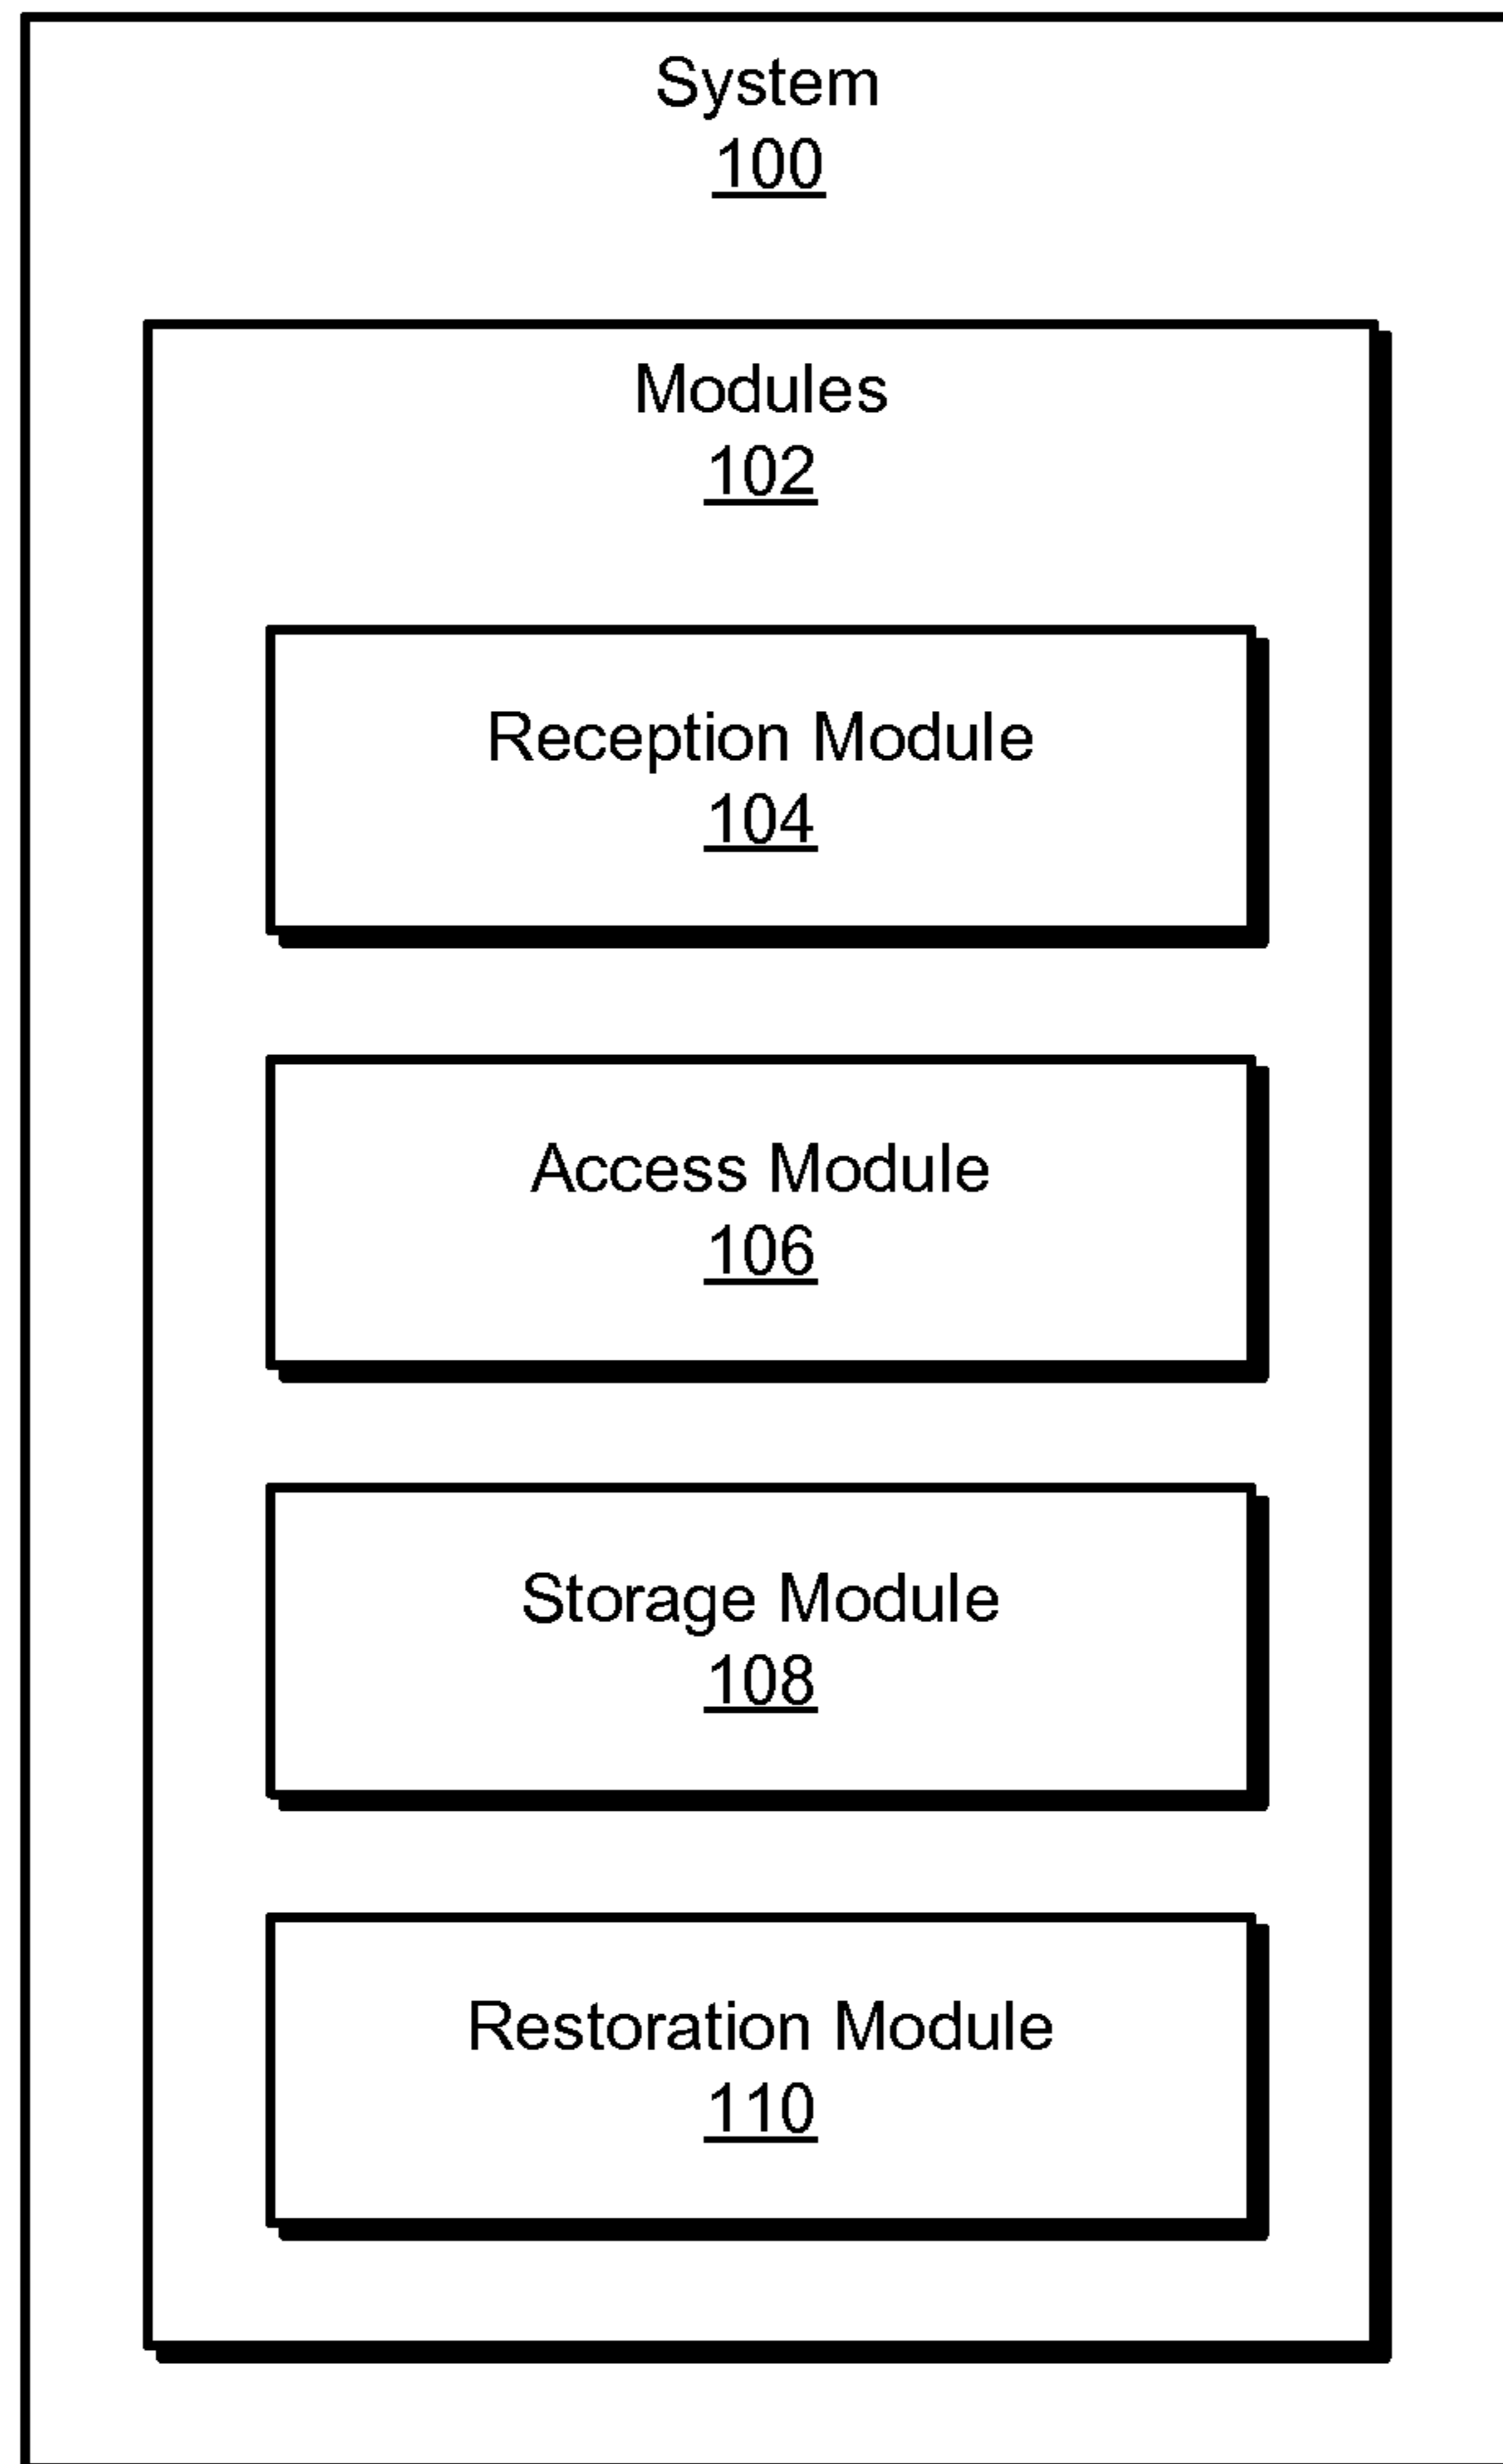 System
100
Modules
102
Reception Module
104
Access Module
106
Storage Module
108
Restoration Module
110